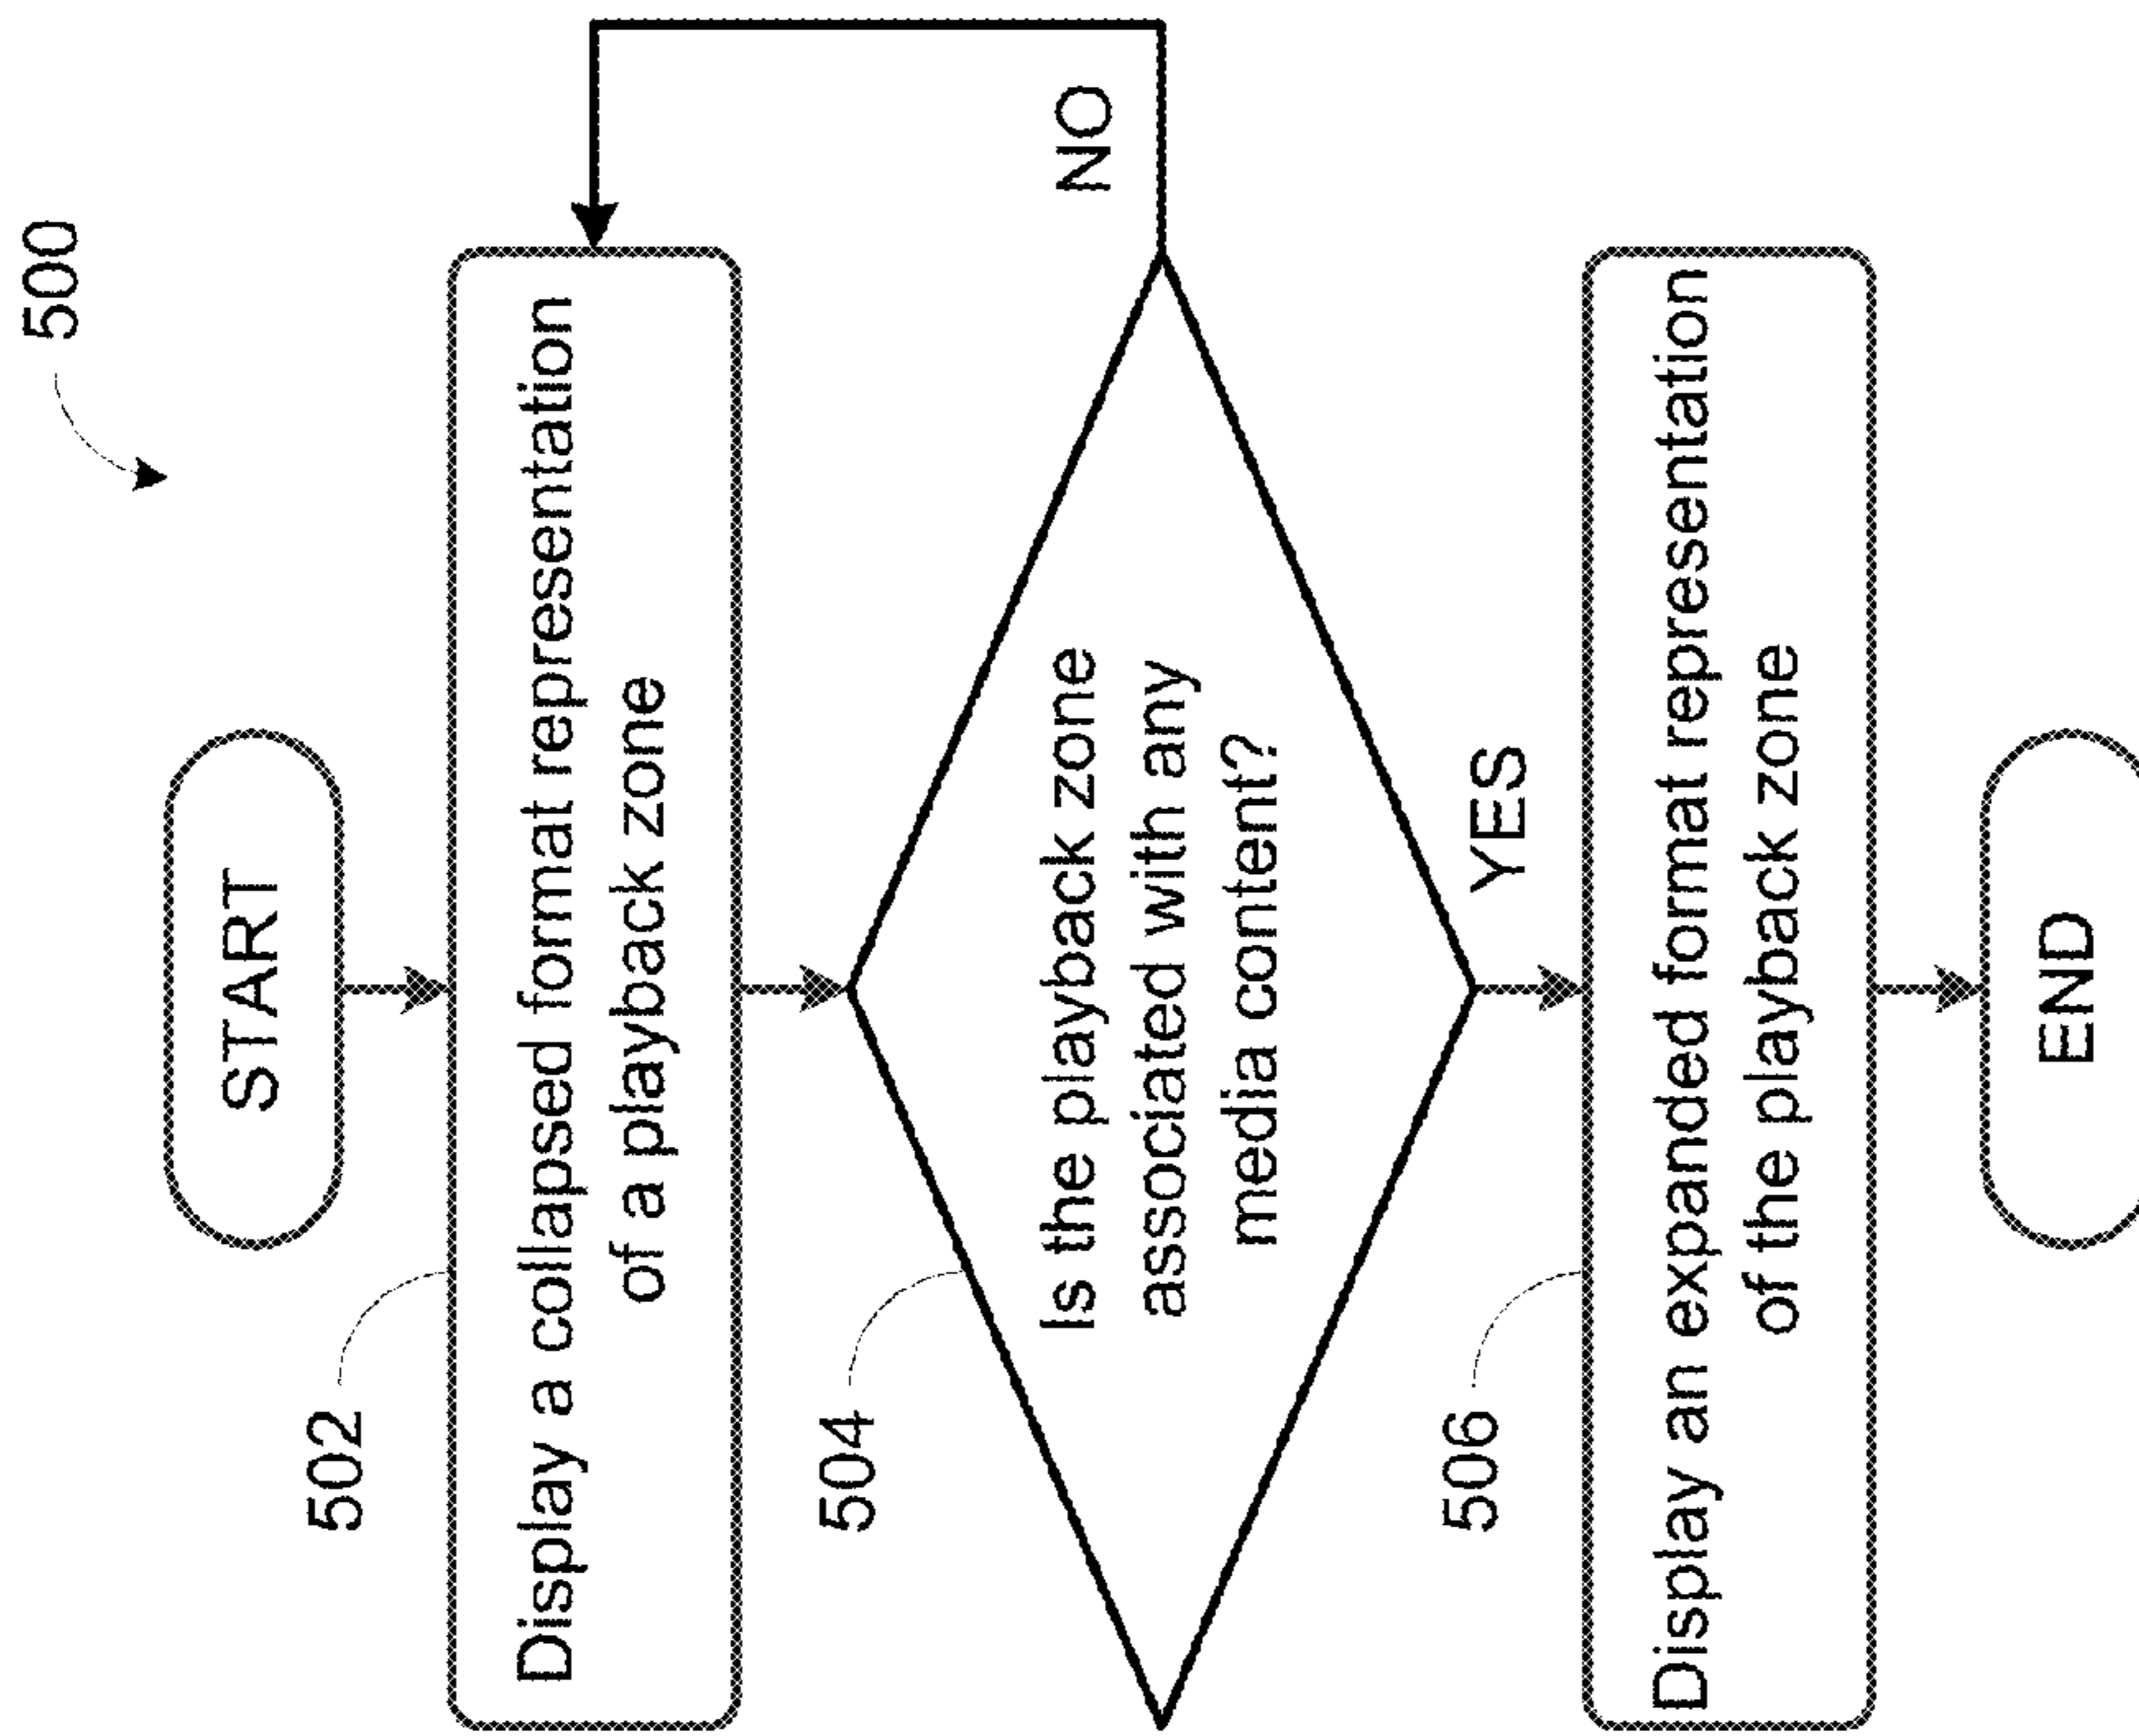 500
START
502
Display a collapsed format representation
of a playback zone
504
Is the playback zone
associated with any
media content?
NO
YES
506
Display an expanded format representation
of the playback zone
END